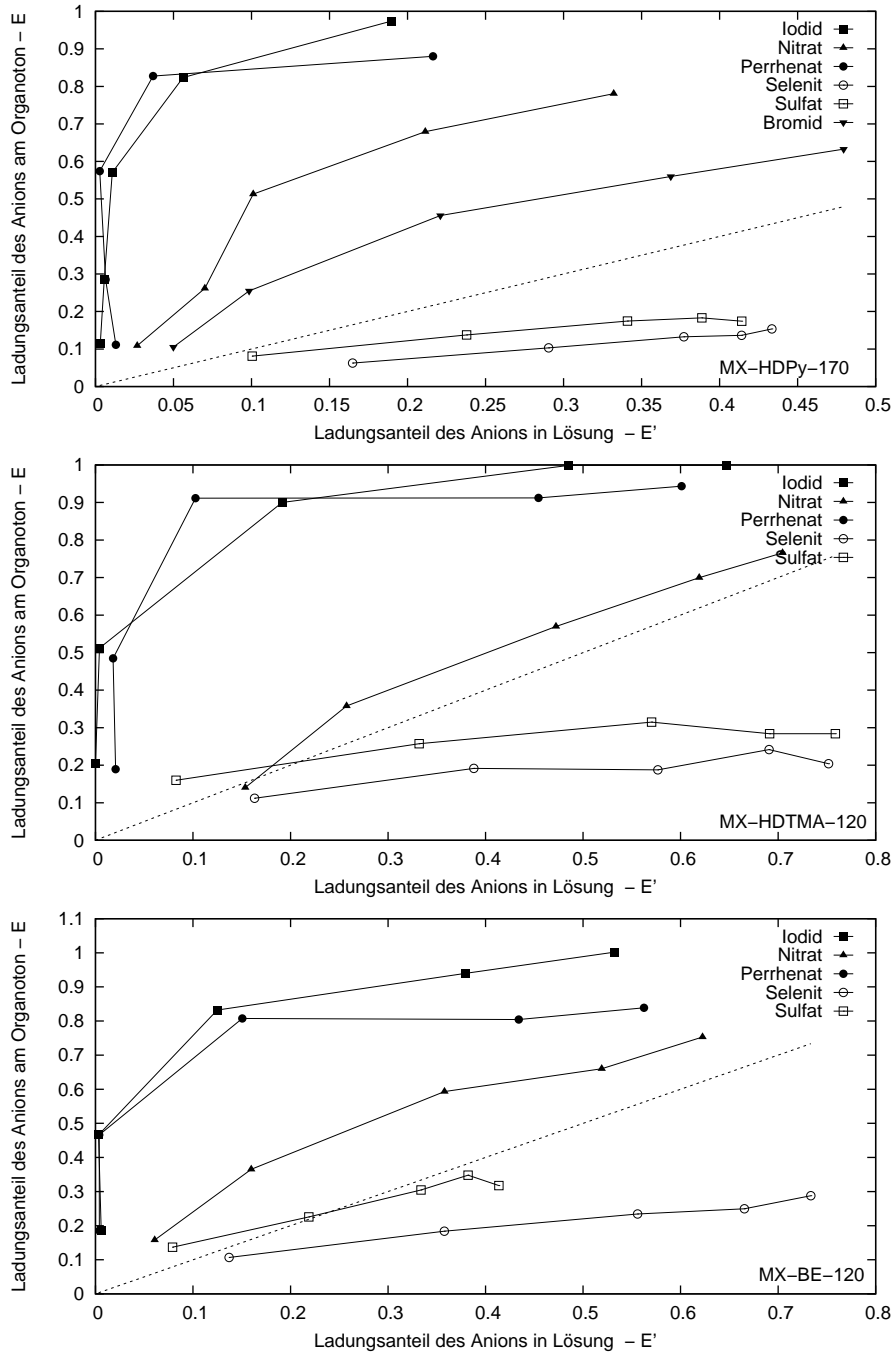 Ladungsanteil des Anions am Organoton – E
1
0.9
0.8
0.7
0.6
0.5
0.4
0.3
0.2
0.1
0
Iodid
Nitrat
Perrhenat
Selenit
Sulfat
Bromid
MX–HDPy–170
0 0.05 0.1 0.15 0.2 0.25 0.3 0.35 0.4 0.45 0.5
Ladungsanteil des Anions in Lösung – E'
Ladungsanteil des Anions am Organoton – E
1
0.9
0.8
0.7
0.6
0.5
0.4
0.3
0.2
0.1
0
Iodid
Nitrat
Perrhenat
Selenit
Sulfat
MX–HDTMA–120
0 0.1 0.2 0.3 0.4 0.5 0.6 0.7 0.8
Ladungsanteil des Anions in Lösung – E'
Ladungsanteil des Anions am Organoton – E
1.1
1
0.9
0.8
0.7
0.6
0.5
0.4
0.3
0.2
0.1
0
Iodid
Nitrat
Perrhenat
Selenit
Sulfat
MX–BE–120
0 0.1 0.2 0.3 0.4 0.5 0.6 0.7 0.8
Ladungsanteil des Anions in Lösung – E'